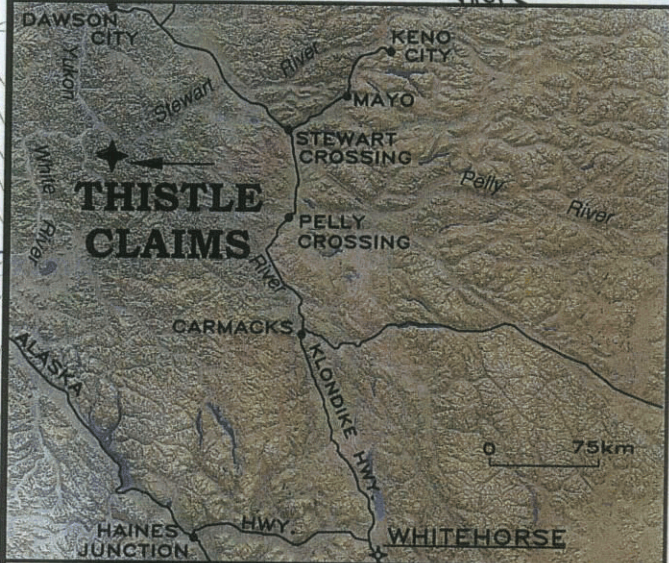 DAWSON
CITY
Yukon
River
KENO
CITY
Stewart
MAYO
STEWART
CROSSING
White
River
THISTLE
CLAIMS
Pelly
River
PELLY
CROSSING
River
CARMACKS
ALASKA
KLONDIKE HWY.
0 75km
HAINES
JUNCTION
HWY.
WHITEHORSE